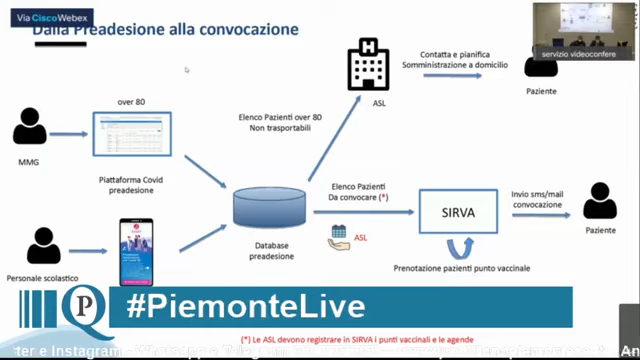 Via Cisco Webex
Dalla Preadesione alla convocazione
servizio videoconfere
over 80
MMG
Piattaforma Covid
preadesione
Personale scolastico
Database
preadesione
Elenco Pazienti over 80
Non trasportabili
H
ASL
Contatta e pianifica
Somministrazione a domicilio
Paziente
Elenco Pazienti
Da convocare (*)
ASL
SIRVA
Prenotazione pazienti punto vaccinale
Invio sms/mail
convocazione
Paziente
P
#PiemonteLive
(*) Le ASL devono registrare in SIRVA i punti vaccinali e le agende